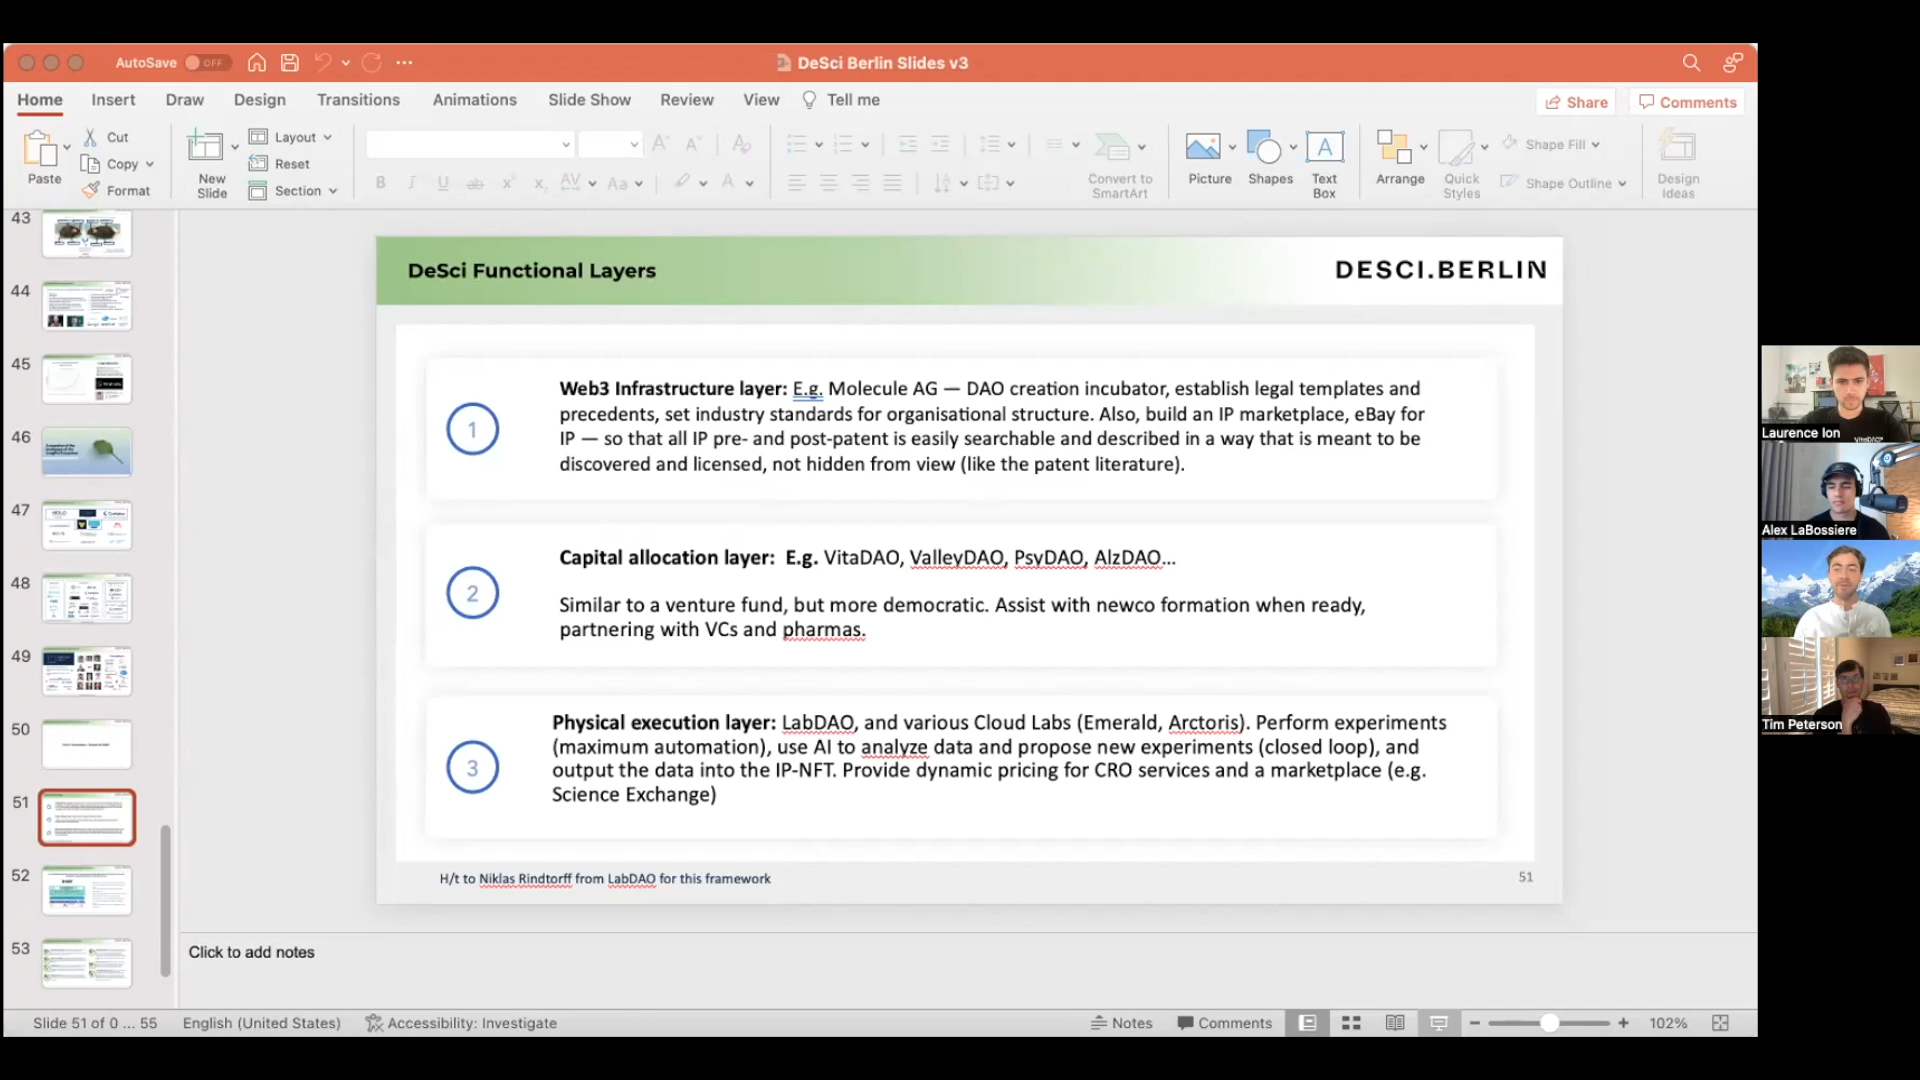 AutoSave OFF
DeSci Berlin Slides v3
Home Insert Draw Design Transitions Animations Slide Show Review View Tell me
Share Comments
Paste
Cut
Copy
Format
New
Slide
Layout
Reset
Section
Convert to
SmartArt
Picture
Shapes
Text
Box
Arrange
Quick
Styles
Shape Fill
Shape Outline
Design
Ideas
43
44
45
46
47
48
49
50
51
52
53
DeSci Functional Layers
DESCI.BERLIN
1
Web3 Infrastructure layer: E.g. Molecule AG — DAO creation incubator, establish legal templates and
precedents, set industry standards for organisational structure. Also, build an IP marketplace, eBay for
IP — so that all IP pre- and post-patent is easily searchable and described in a way that is meant to be
discovered and licensed, not hidden from view (like the patent literature).
2
Capital allocation layer: E.g. VitaDAO, ValleyDAO, PsyDAO, AlzDAO...
Similar to a venture fund, but more democratic. Assist with newco formation when ready,
partnering with VCs and pharmas.
3
Physical execution layer: LabDAO, and various Cloud Labs (Emerald, Arctoris). Perform experiments
(maximum automation), use AI to analyze data and propose new experiments (closed loop), and
output the data into the IP-NFT. Provide dynamic pricing for CRO services and a marketplace (e.g.
Science Exchange)
H/t to Niklas Rindtorff from LabDAO for this framework
51
Click to add notes
Slide 51 of 0 ... 55 English (United States) Accessibility: Investigate
Notes Comments 102%
Laurence Ion
Alex LaBossiere
Tim Peterson